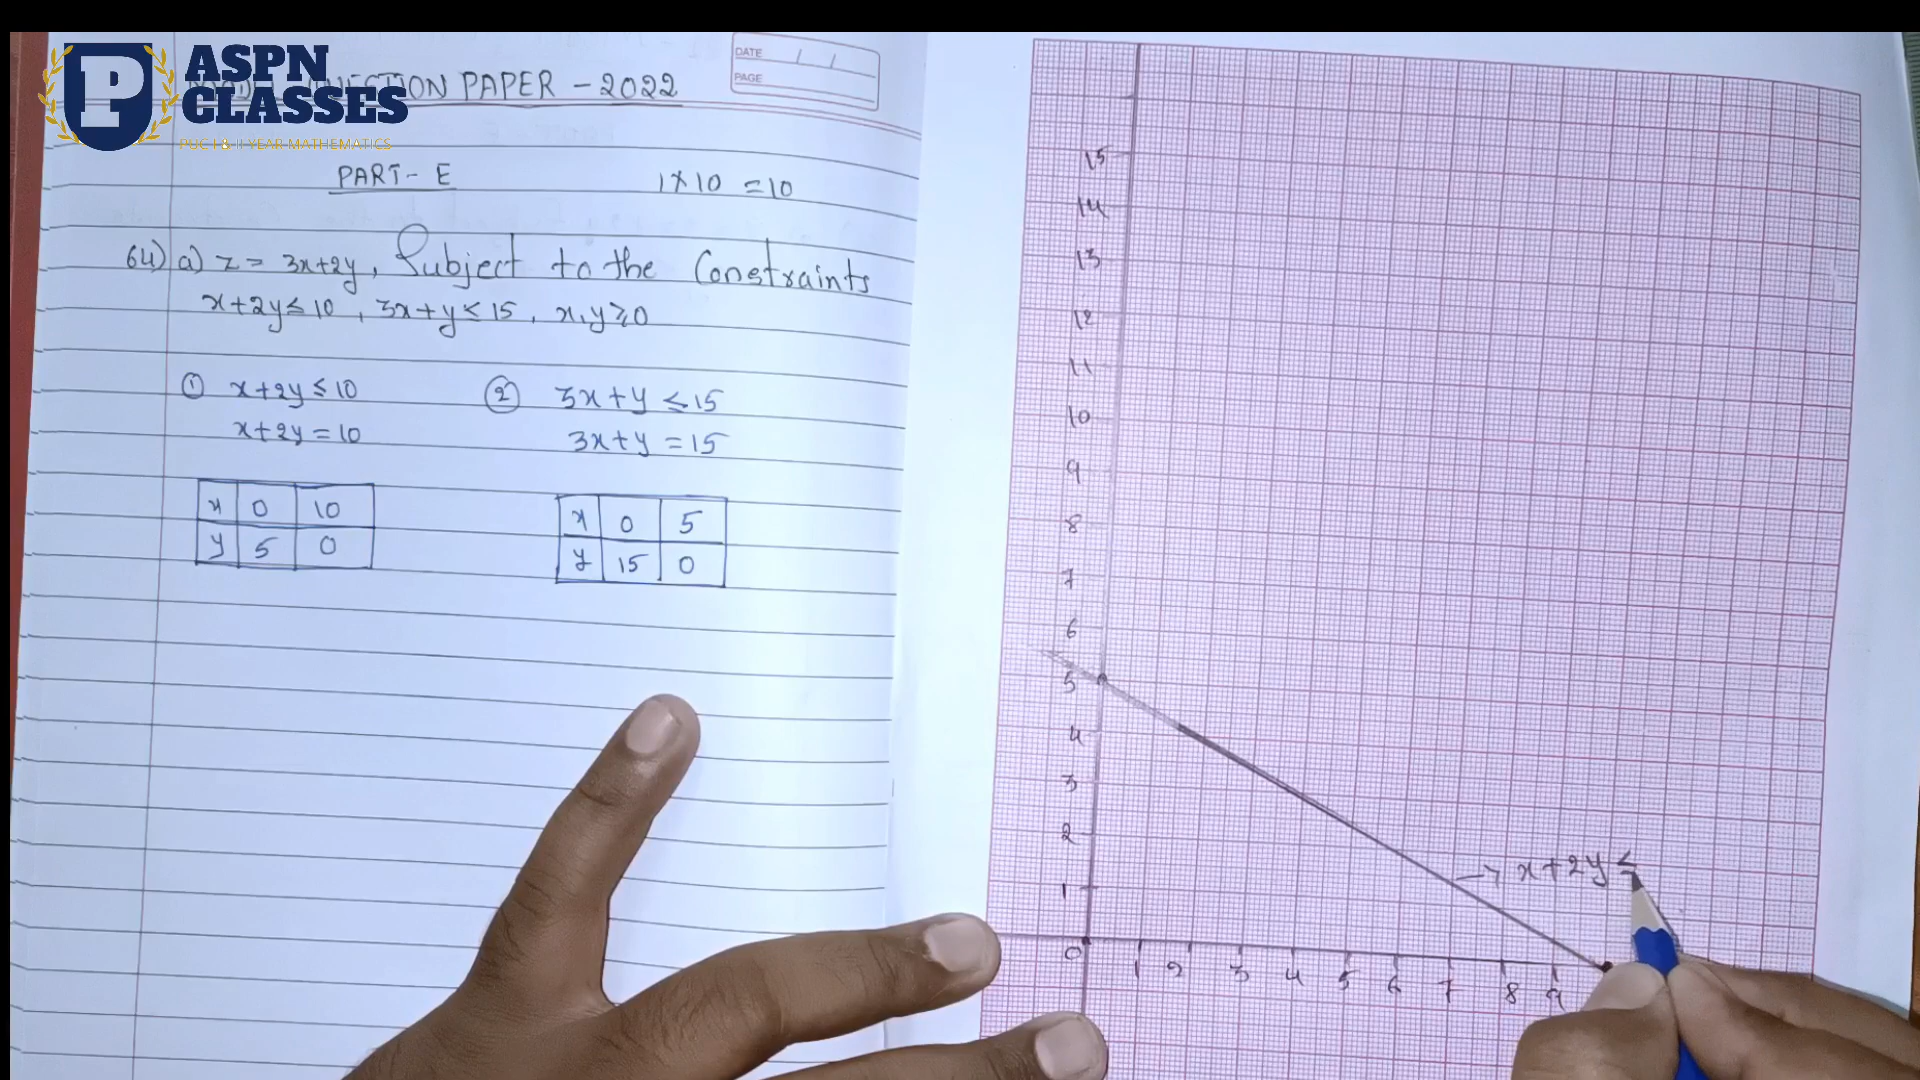 ASPN
CLASSES
PUC I & II YEAR MATHEMATICS
QUESTION PAPER - 2022
DATE / /
PAGE
PART- E 1×10 = 10
64) a) z = 3x+2y, Subject to the Constraints
x+2y≤10, 3x+y≤15, x,y≥0
① x+2y≤10 ② 3x+y≤15
x+2y=10 3x+y=15
x 0 10
y 5 0
x 0 5
y 15 0
15
14
13
12
11
10
9
8
7
6
5
4
3
2
1
→ x+2y≤
0 1 2 3 4 5 6 7 8 9